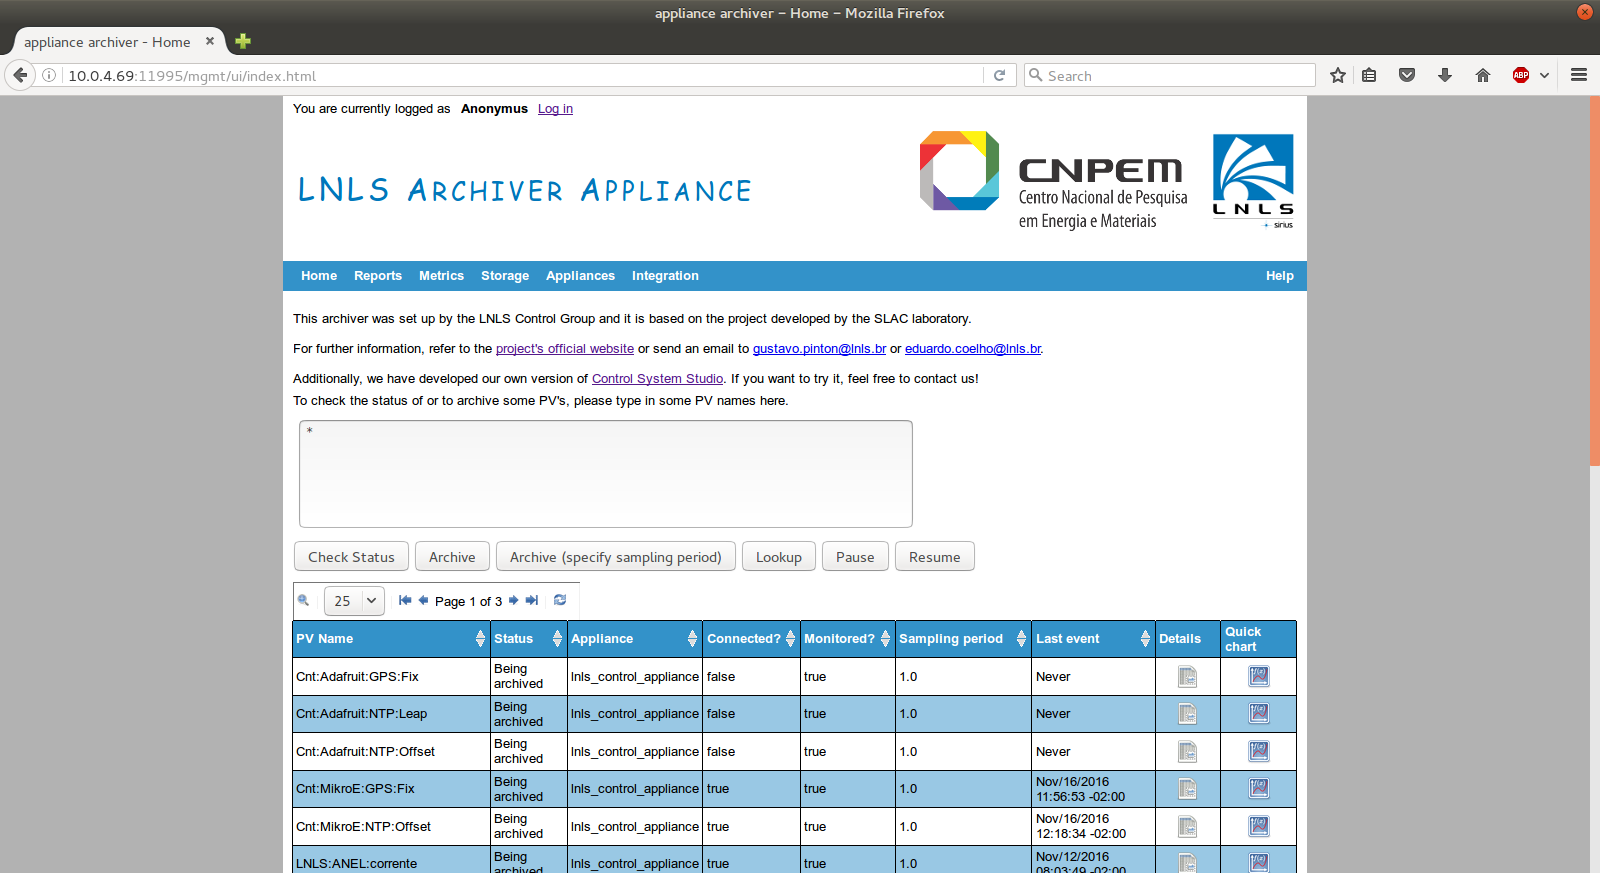 appliance archiver – Home – Mozilla Firefox
appliance archiver - Home
10.0.4.69:11995/mgmt/ui/index.html
Search
ABP
You are currently logged as Anonymus Log in
LNLS ARCHIVER APPLIANCE
CNPEM
Centro Nacional de Pesquisa
em Energia e Materiais
LNLS
sirius
Home Reports Metrics Storage Appliances Integration Help
This archiver was set up by the LNLS Control Group and it is based on the project developed by the SLAC laboratory.
For further information, refer to the project's official website or send an email to gustavo.pinton@lnls.br or eduardo.coelho@lnls.br.
Additionally, we have developed our own version of Control System Studio. If you want to try it, feel free to contact us!
To check the status of or to archive some PV's, please type in some PV names here.
*
Check Status Archive Archive (specify sampling period) Lookup Pause Resume
25 Page 1 of 3
PV Name Status Appliance Connected? Monitored? Sampling period Last event Details Quick chart
Cnt:Adafruit:GPS:Fix Being archived lnls_control_appliance false true 1.0 Never
Cnt:Adafruit:NTP:Leap Being archived lnls_control_appliance false true 1.0 Never
Cnt:Adafruit:NTP:Offset Being archived lnls_control_appliance false true 1.0 Never
Cnt:MikroE:GPS:Fix Being archived lnls_control_appliance true true 1.0 Nov/16/2016 11:56:53 -02:00
Cnt:MikroE:NTP:Offset Being archived lnls_control_appliance true true 1.0 Nov/16/2016 12:18:34 -02:00
LNLS:ANEL:corrente Being archived lnls_control_appliance true true 1.0 Nov/12/2016 08:03:49 -02:00